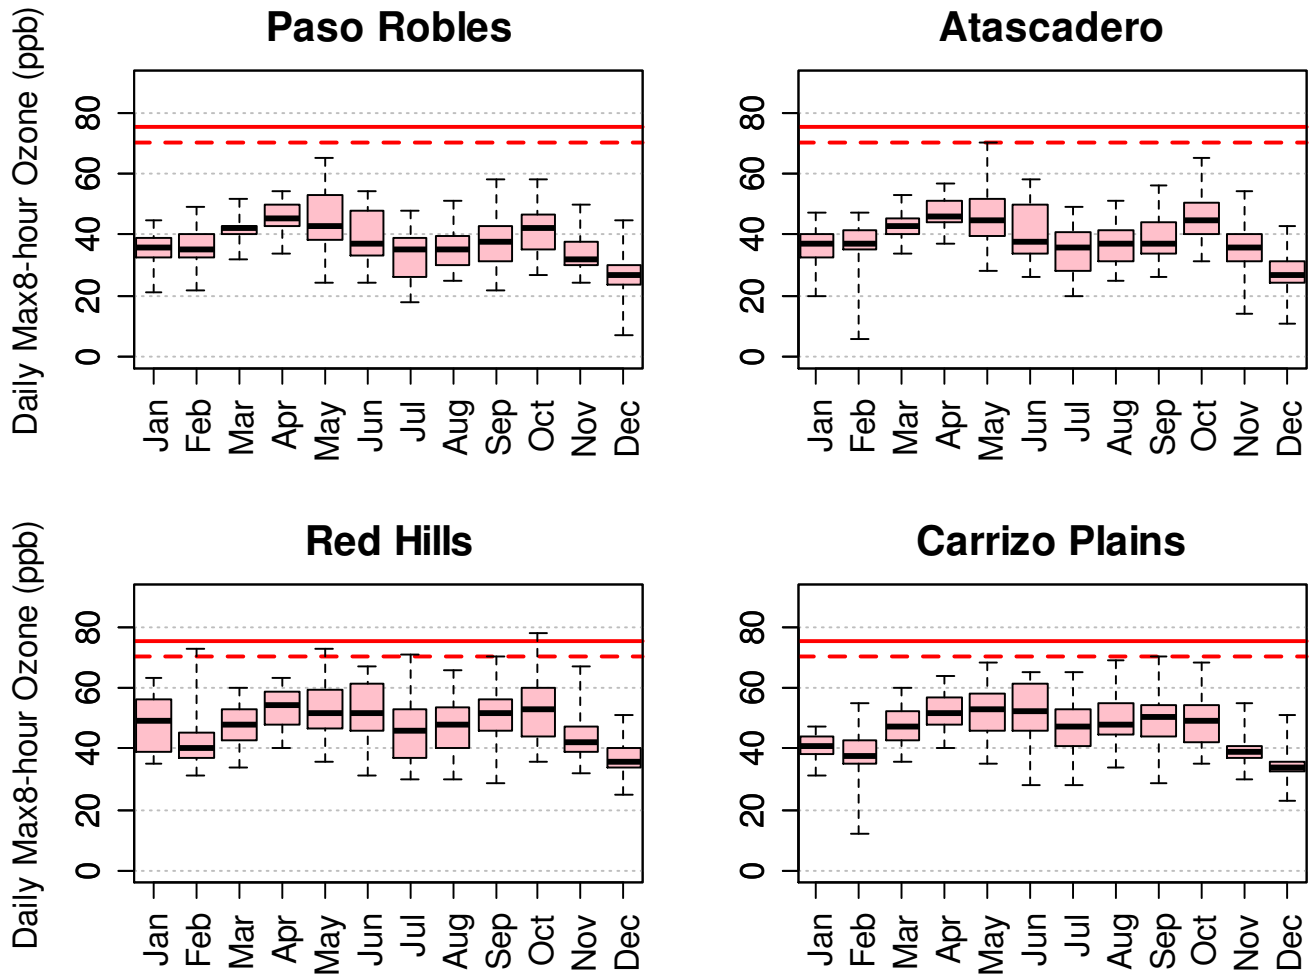 Paso Robles
Daily Max8-hour Ozone (ppb)
80
60
40
20
0
Jan Feb Mar Apr May Jun Jul Aug Sep Oct Nov Dec
Atascadero
80
60
40
20
0
Jan Feb Mar Apr May Jun Jul Aug Sep Oct Nov Dec
Red Hills
Daily Max8-hour Ozone (ppb)
80
60
40
20
0
Jan Feb Mar Apr May Jun Jul Aug Sep Oct Nov Dec
Carrizo Plains
80
60
40
20
0
Jan Feb Mar Apr May Jun Jul Aug Sep Oct Nov Dec